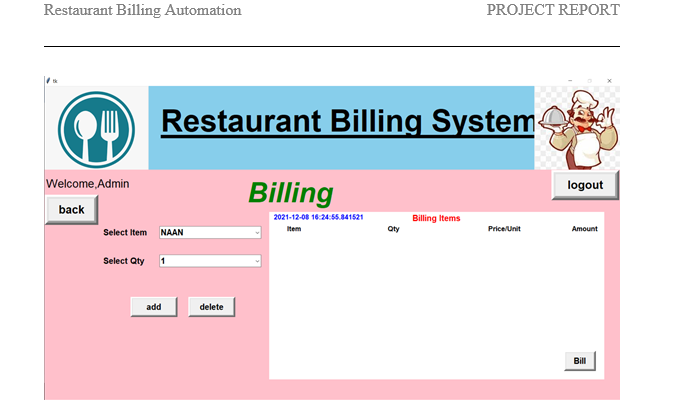 Restaurant Billing Automation PROJECT REPORT
tk
Restaurant Billing System
Welcome,Admin
logout
Billing
back
2021-12-08 16:24:55.841521 Billing Items
Item Qty Price/Unit Amount
Select Item NAAN
Select Qty 1
add delete
Bill